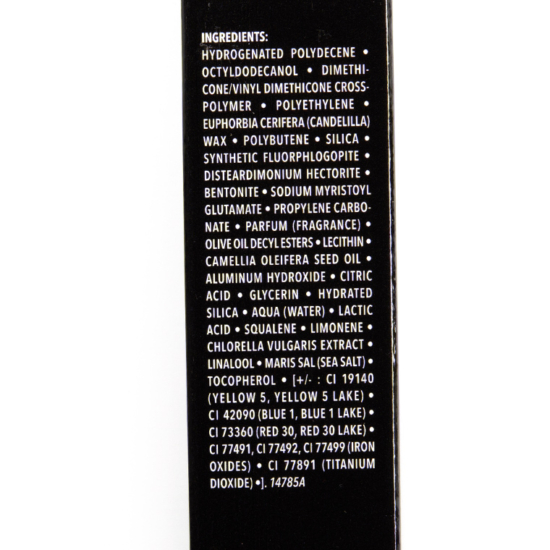 INGREDIENTS:
HYDROGENATED POLYDECENE •
OCTYLDODECANOL • DIMETHI-
CONE/VINYL DIMETHICONE CROSS-
POLYMER • POLYETHYLENE •
EUPHORBIA CERIFERA (CANDELILLA)
WAX • POLYBUTENE • SILICA •
SYNTHETIC FLUORPHLOGOPITE •
DISTEARDIMONIUM HECTORITE •
BENTONITE • SODIUM MYRISTOYL
GLUTAMATE • PROPYLENE CARBO-
NATE • PARFUM (FRAGRANCE) •
OLIVE OIL DECYL ESTERS • LECITHIN •
CAMELLIA OLEIFERA SEED OIL •
ALUMINUM HYDROXIDE • CITRIC
ACID • GLYCERIN • HYDRATED
SILICA • AQUA (WATER) • LACTIC
ACID • SQUALENE • LIMONENE •
CHLORELLA VULGARIS EXTRACT •
LINALOOL • MARIS SAL (SEA SALT) •
TOCOPHEROL • [+/- : CI 19140
(YELLOW 5, YELLOW 5 LAKE) •
CI 42090 (BLUE 1, BLUE 1 LAKE) •
CI 73360 (RED 30, RED 30 LAKE) •
CI 77491, CI 77492, CI 77499 (IRON
OXIDES) • CI 77891 (TITANIUM
DIOXIDE) •]. 14785A